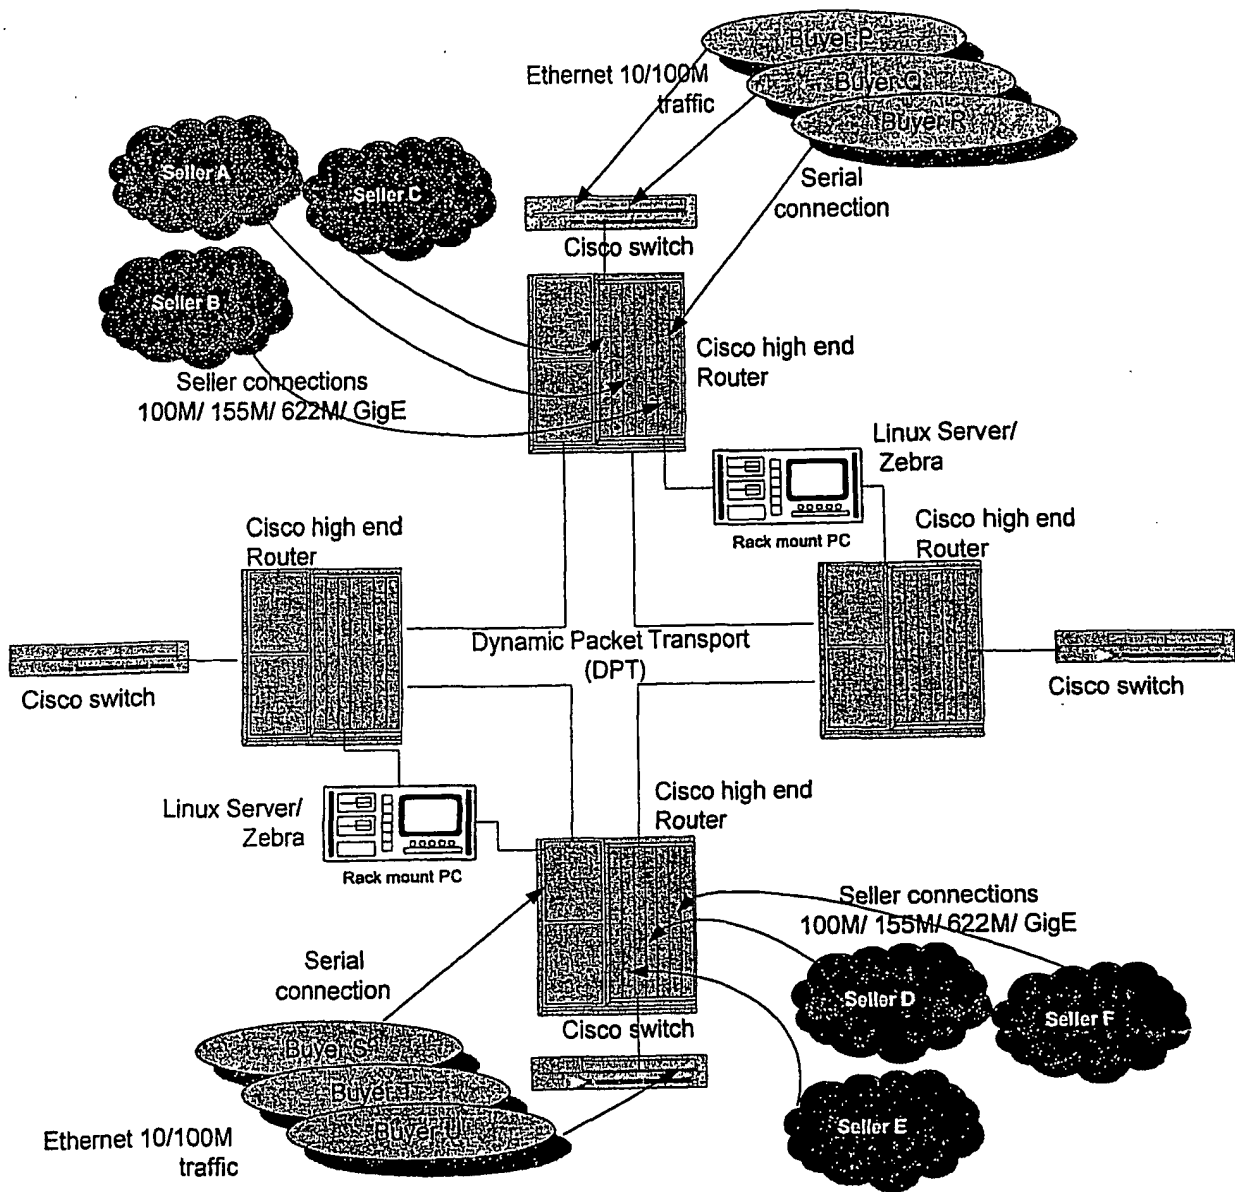 Buyer P
Ethernet 10/100M
traffic
Buyer Q
Buyer R
Seller A
Seller C
Serial
connection
Cisco switch
Seller B
Cisco high end
Router
Seller connections
100M/ 155M/ 622M/ GigE
Linux Server/
Zebra
Rack mount PC
Cisco high end
Router
Cisco high end
Router
Dynamic Packet Transport
(DPT)
Cisco switch
Cisco switch
Linux Server/
Zebra
Rack mount PC
Cisco high end
Router
Seller connections
100M/ 155M/ 622M/ GigE
Serial
connection
Seller D
Seller F
Cisco switch
Buyer S
Buyer T
Buyer U
Seller E
Ethernet 10/100M
traffic